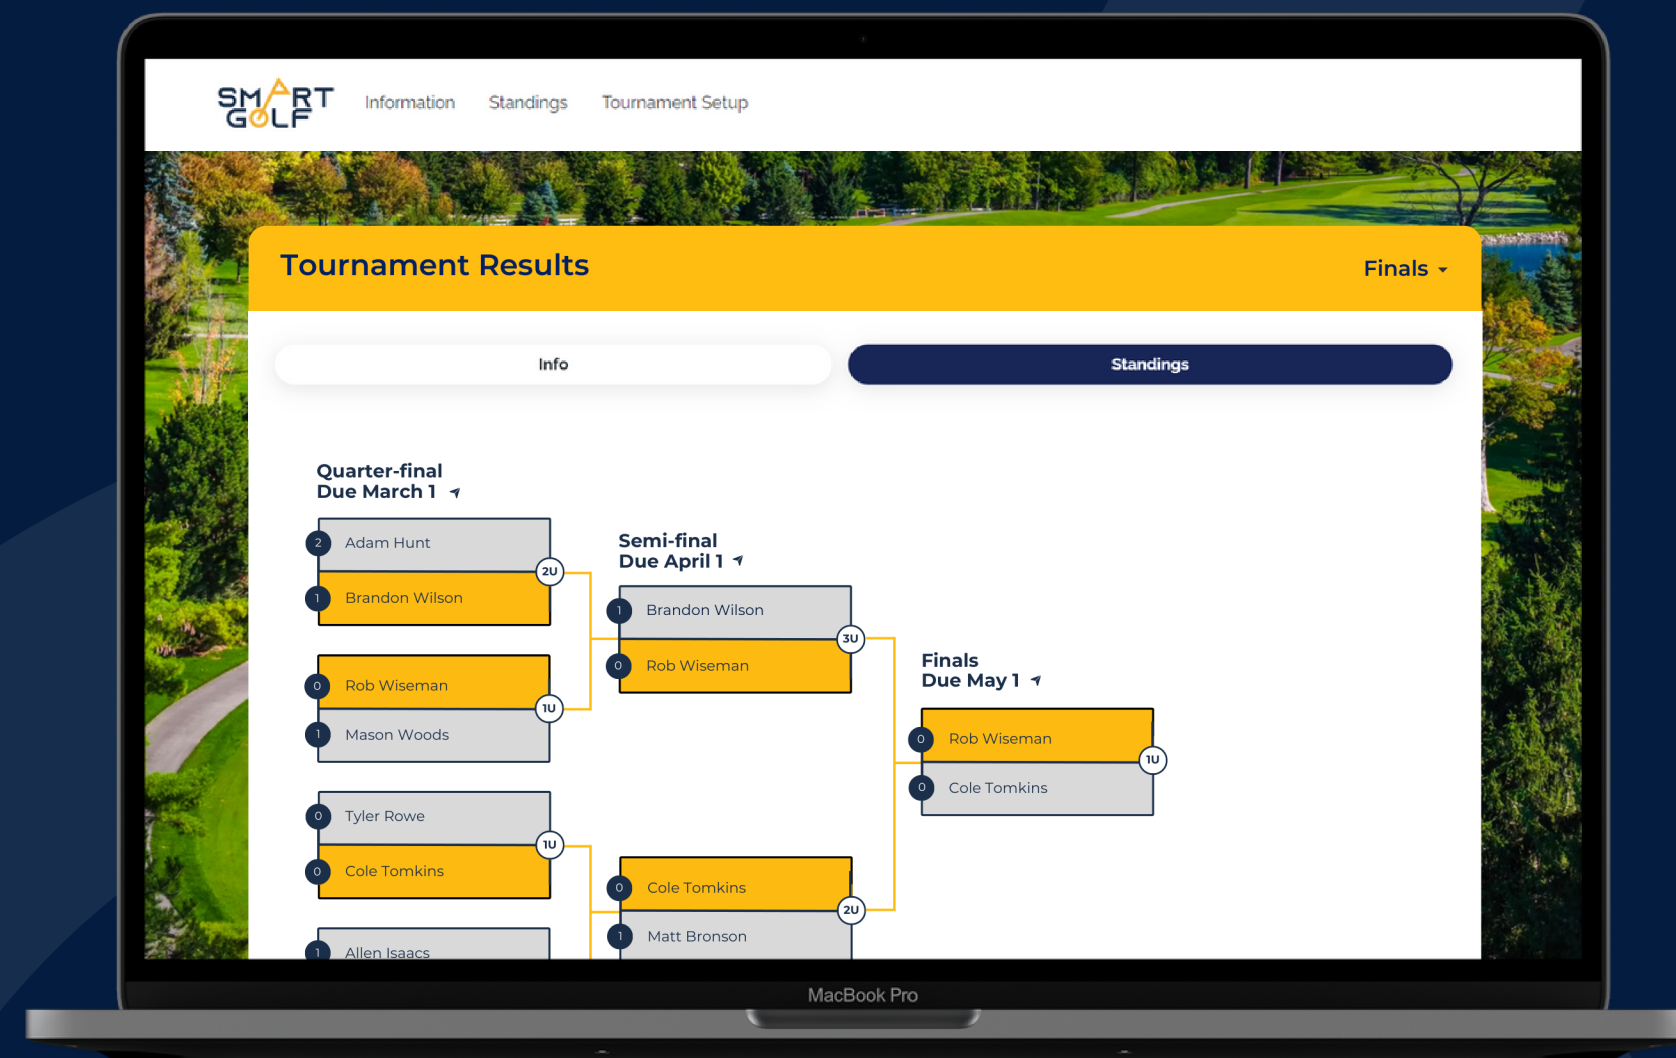 SMART
GOLF
Information
Standings
Tournament Setup
Tournament Results
Finals
Info
Standings
Quarter-final
Due March 1
2
Adam Hunt
2U
1
Brandon Wilson
0
Rob Wiseman
1U
1
Mason Woods
0
Tyler Rowe
1U
0
Cole Tomkins
1
Allen Isaacs
Semi-final
Due April 1
1
Brandon Wilson
3U
0
Rob Wiseman
0
Cole Tomkins
2U
1
Matt Bronson
Finals
Due May 1
0
Rob Wiseman
1U
0
Cole Tomkins
MacBook Pro